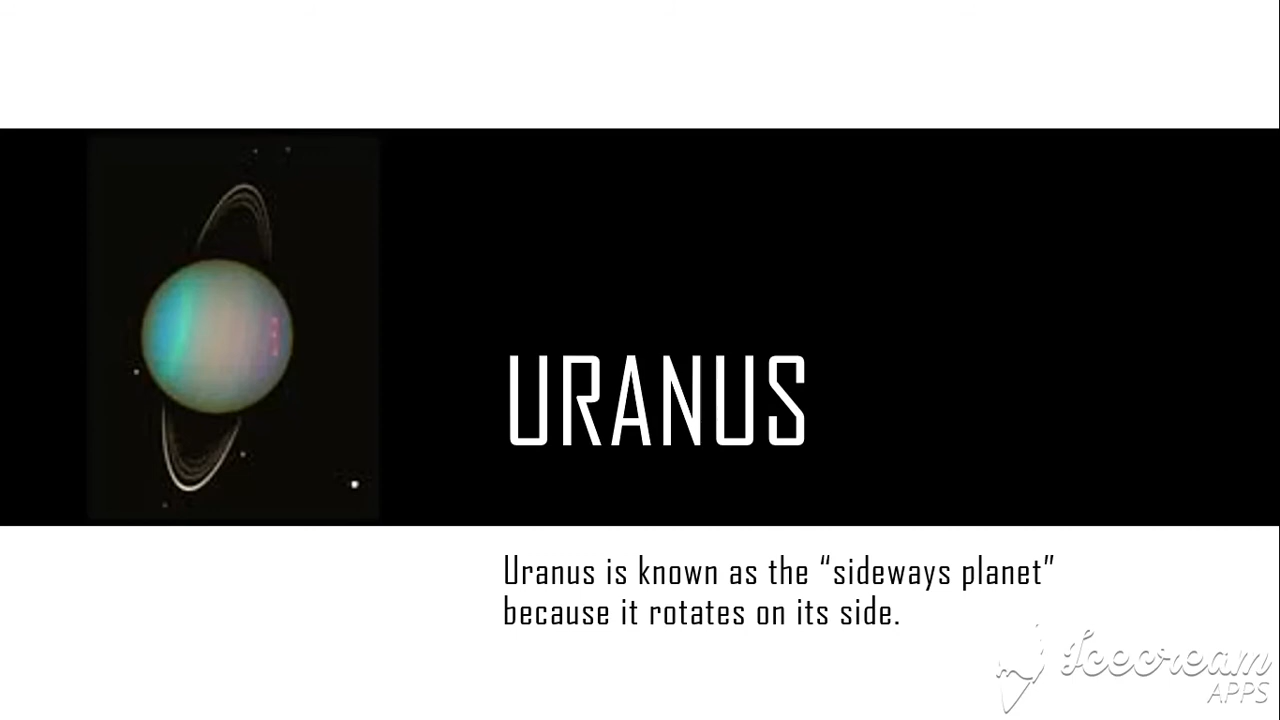 URANUS
Uranus is known as the “sideways planet”
because it rotates on its side.
Icecream
APPS